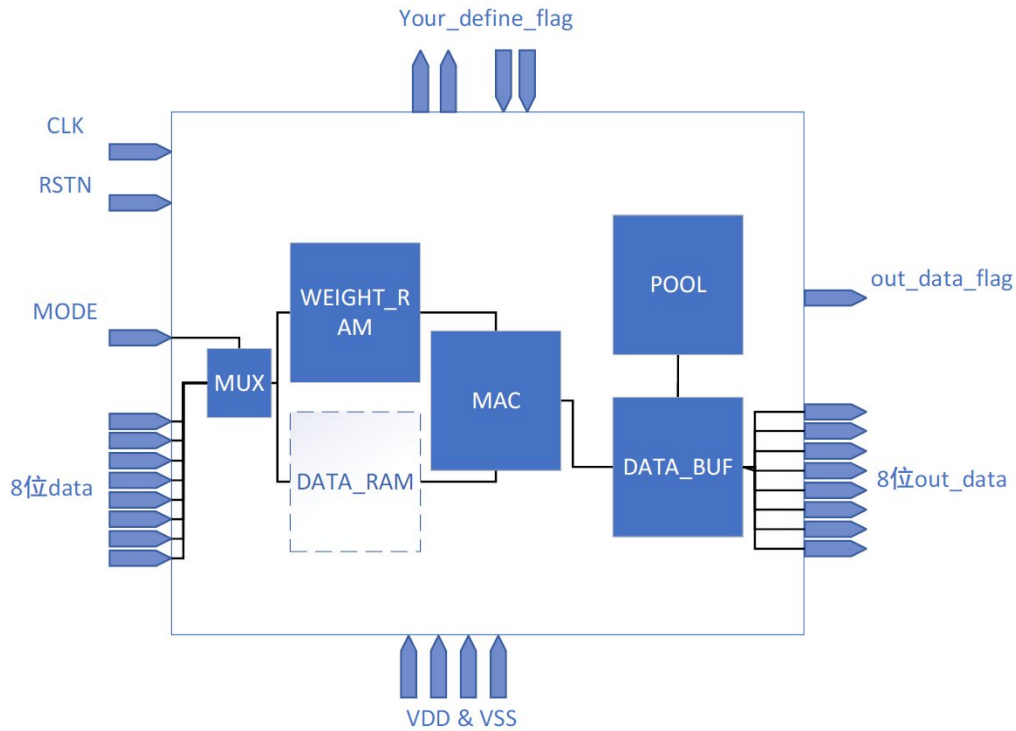 Your_define_flag
CLK
RSTN
MODE
WEIGHT_R
AM
POOL
out_data_flag
MUX
MAC
DATA_RAM
DATA_BUF
8位data
8位out_data
VDD & VSS